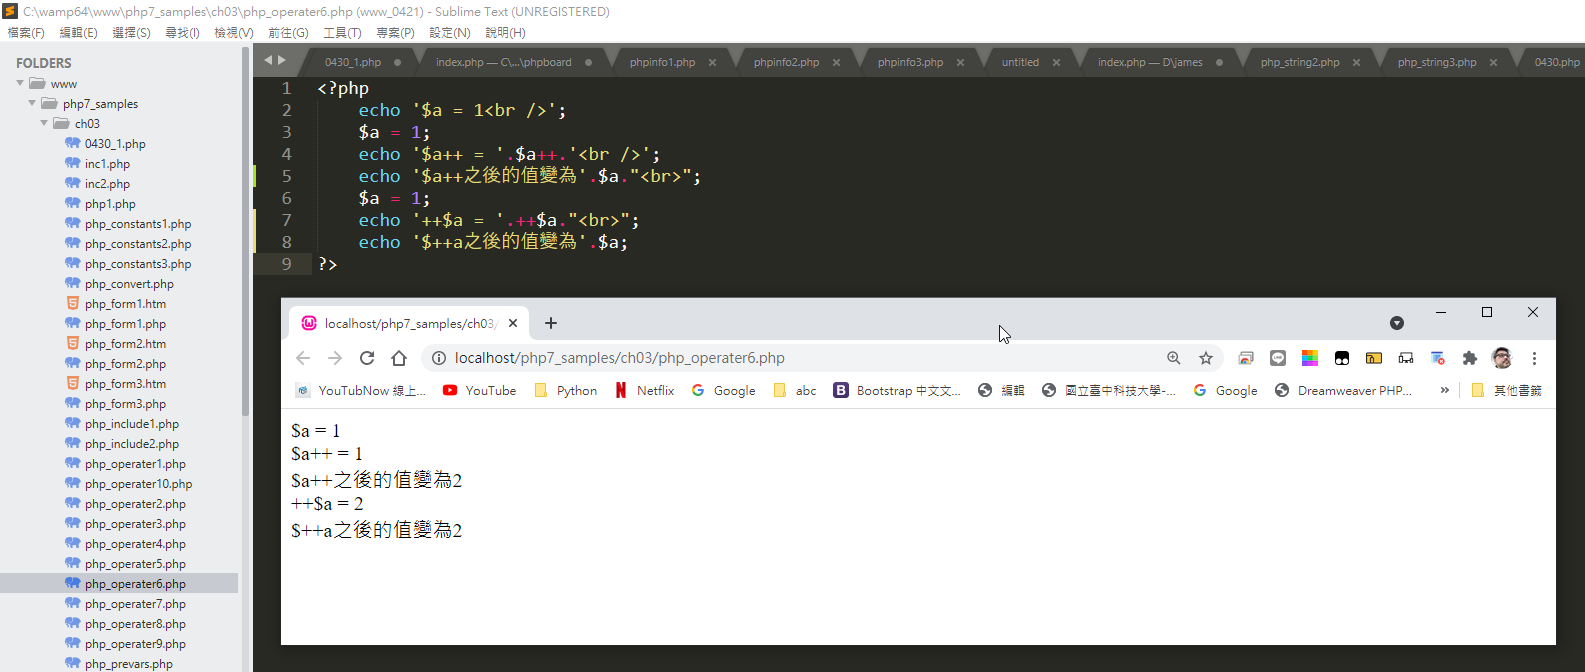 C:\wamp64\www\php7_samples\ch03\php_operater6.php (www_0421) - Sublime Text (UNREGISTERED)
檔案(F) 編輯(E) 選擇(S) 尋找(I) 檢視(V) 前往(G) 工具(T) 專案(P) 設定(N) 說明(H)
FOLDERS
www
php7_samples
ch03
0430_1.php
inc1.php
inc2.php
php1.php
php_constants1.php
php_constants2.php
php_constants3.php
php_convert.php
php_form1.htm
php_form1.php
php_form2.htm
php_form2.php
php_form3.htm
php_form3.php
php_include1.php
php_include2.php
php_operater1.php
php_operater10.php
php_operater2.php
php_operater3.php
php_operater4.php
php_operater5.php
php_operater6.php
php_operater7.php
php_operater8.php
php_operater9.php
php_prevars.php
0430_1.php index.php — C\...\phpboard phpinfo1.php phpinfo2.php phpinfo3.php untitled index.php — D\james php_string2.php php_string3.php 0430.php
1 <?php
2 echo '$a = 1<br />';
3 $a = 1;
4 echo '$a++ = '.$a++.'<br />';
5 echo '$a++之後的值變為'.$a."<br>";
6 $a = 1;
7 echo '++$a = '.++$a."<br>";
8 echo '$++a之後的值變為'.$a;
9 ?>
localhost/php7_samples/ch03/
localhost/php7_samples/ch03/php_operater6.php
YouTubNow 線上... YouTube Python Netflix Google abc Bootstrap 中文文... 編輯 國立臺中科技大學-... Google Dreamweaver PHP... » 其他書籤
$a = 1
$a++ = 1
$a++之後的值變為2
++$a = 2
$++a之後的值變為2